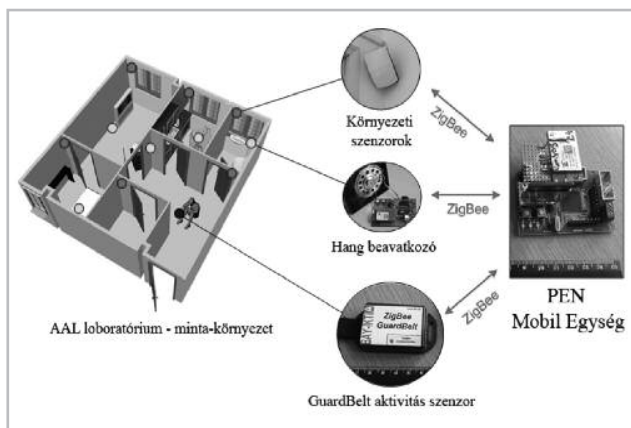 Környezeti
szenzorok
ZigBee
Hang beavatkozó
ZigBee
ZigBee
GuardBelt
GuardBelt aktivitás szenzor
ZigBee
PEN
Mobil Egység
AAL loboratórium - minta-környezet